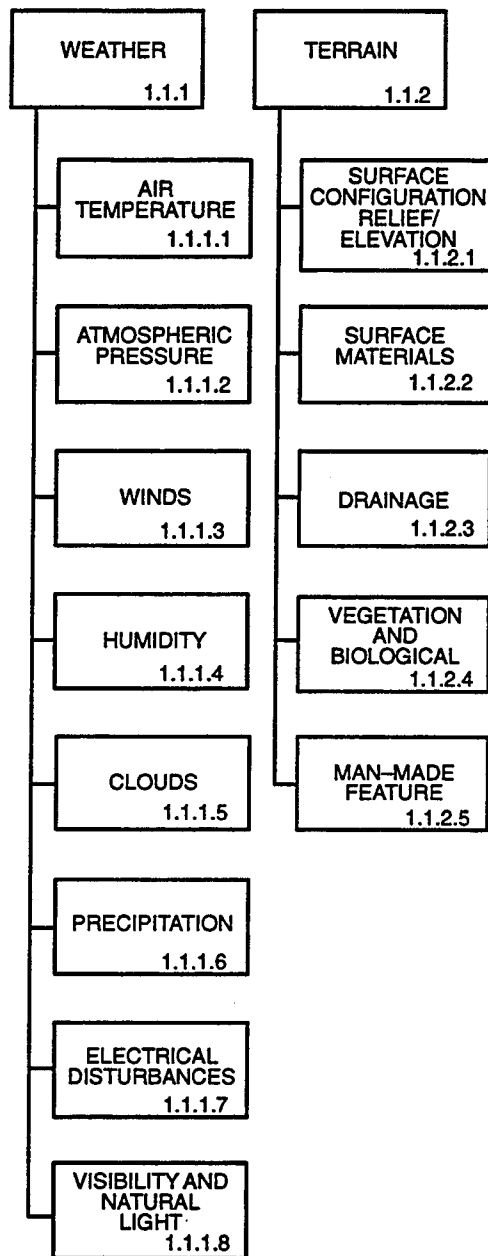 WEATHER
1.1.1
AIR
TEMPERATURE
1.1.1.1
ATMOSPHERIC
PRESSURE
1.1.1.2
WINDS
1.1.1.3
HUMIDITY
1.1.1.4
CLOUDS
1.1.1.5
PRECIPITATION
1.1.1.6
ELECTRICAL
DISTURBANCES
1.1.1.7
VISIBILITY AND
NATURAL
LIGHT
1.1.1.8
TERRAIN
1.1.2
SURFACE
CONFIGURATION
RELIEF/
ELEVATION
1.1.2.1
SURFACE
MATERIALS
1.1.2.2
DRAINAGE
1.1.2.3
VEGETATION
AND
BIOLOGICAL
1.1.2.4
MAN–MADE
FEATURE
1.1.2.5